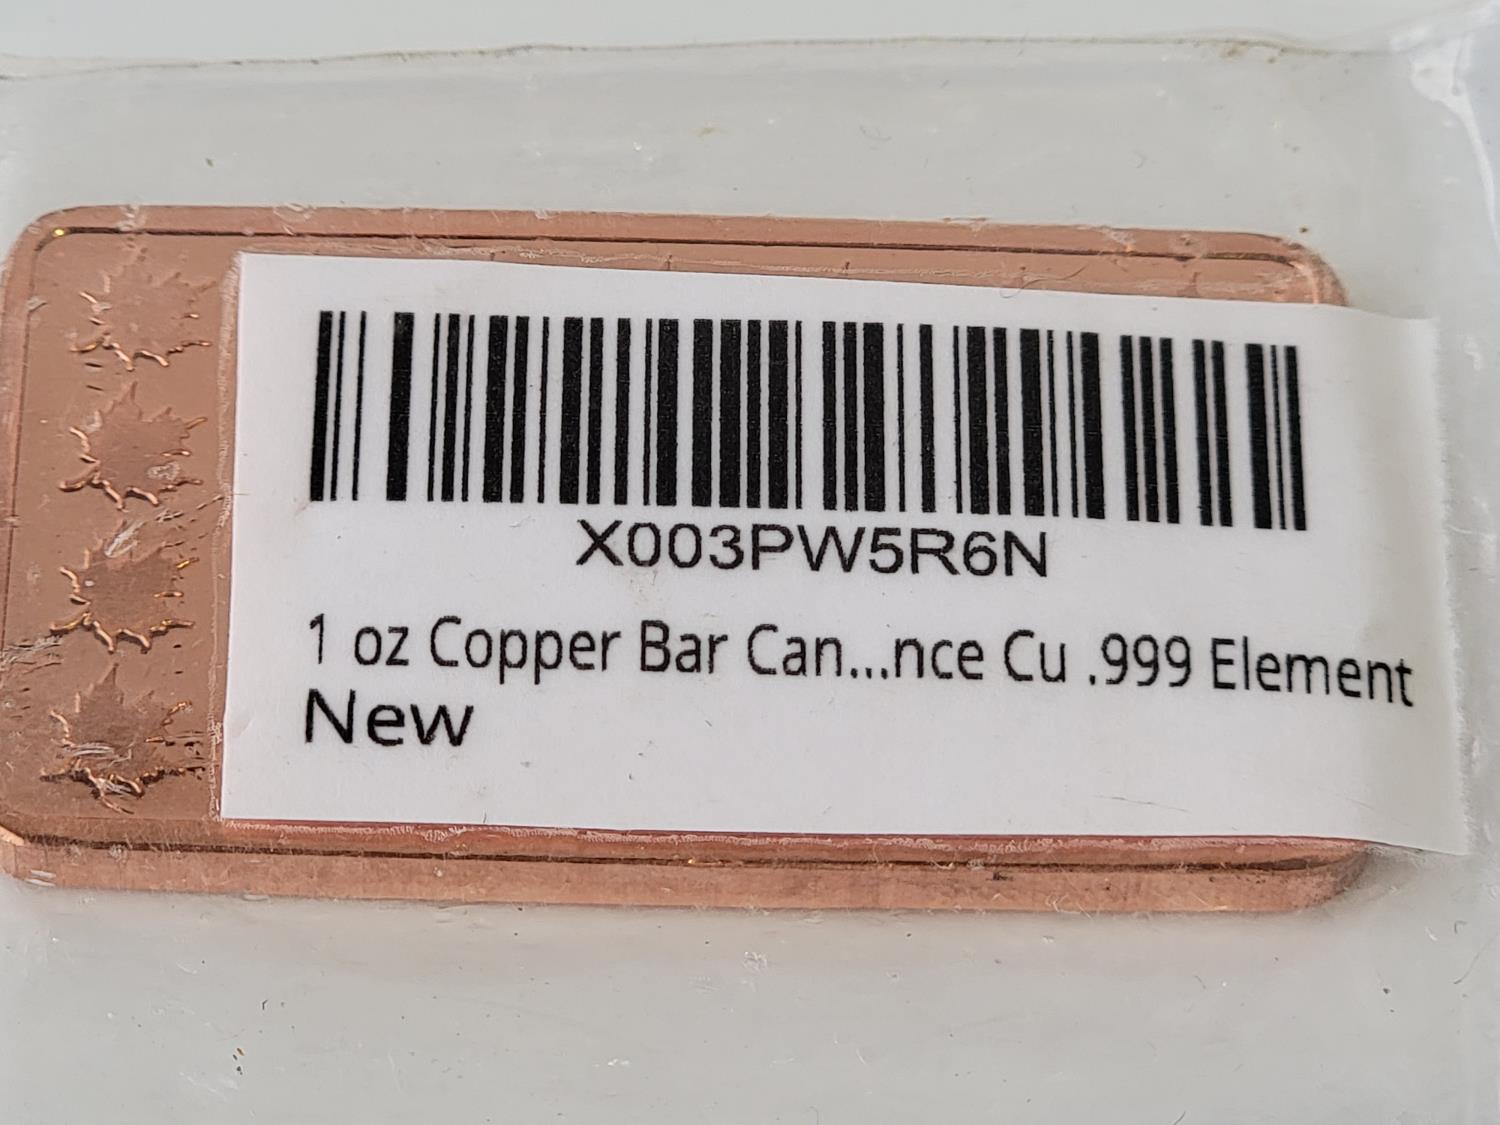 X003PW5R6N
1 oz Copper Bar Can...nce Cu .999 Element
New